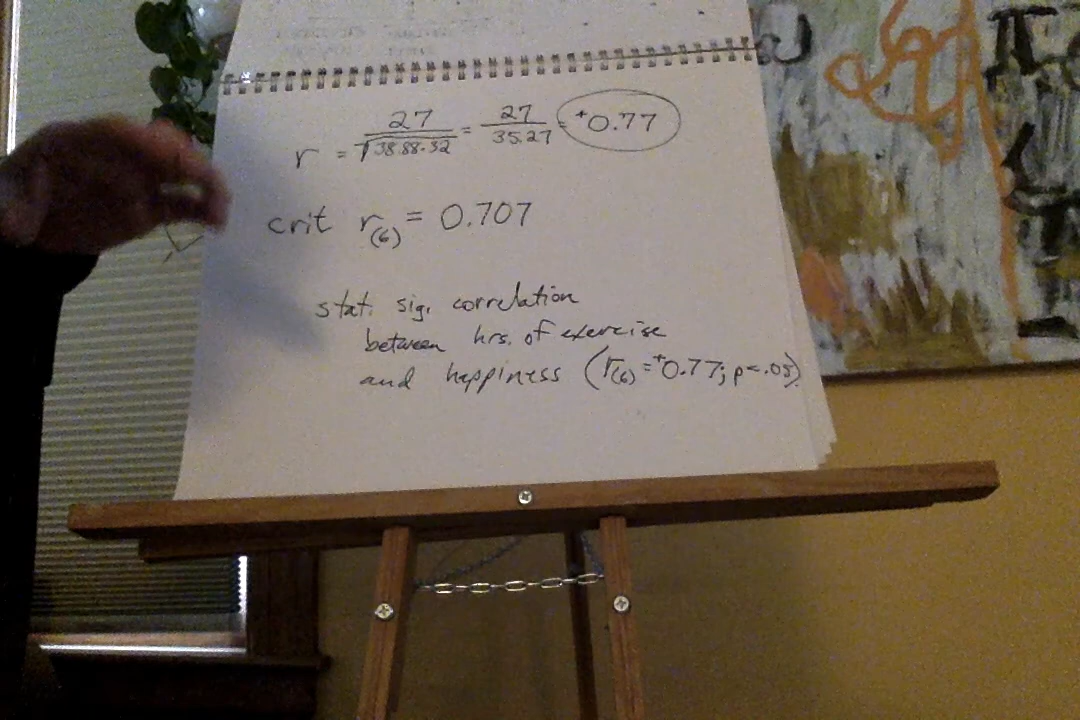 r = 27/√38.88·32 = 27/35.27 = +0.77
crit r(6) = 0.707
stat. sig. correlation
between hrs. of exercise
and happiness (r(6) = +0.77; p<.05)